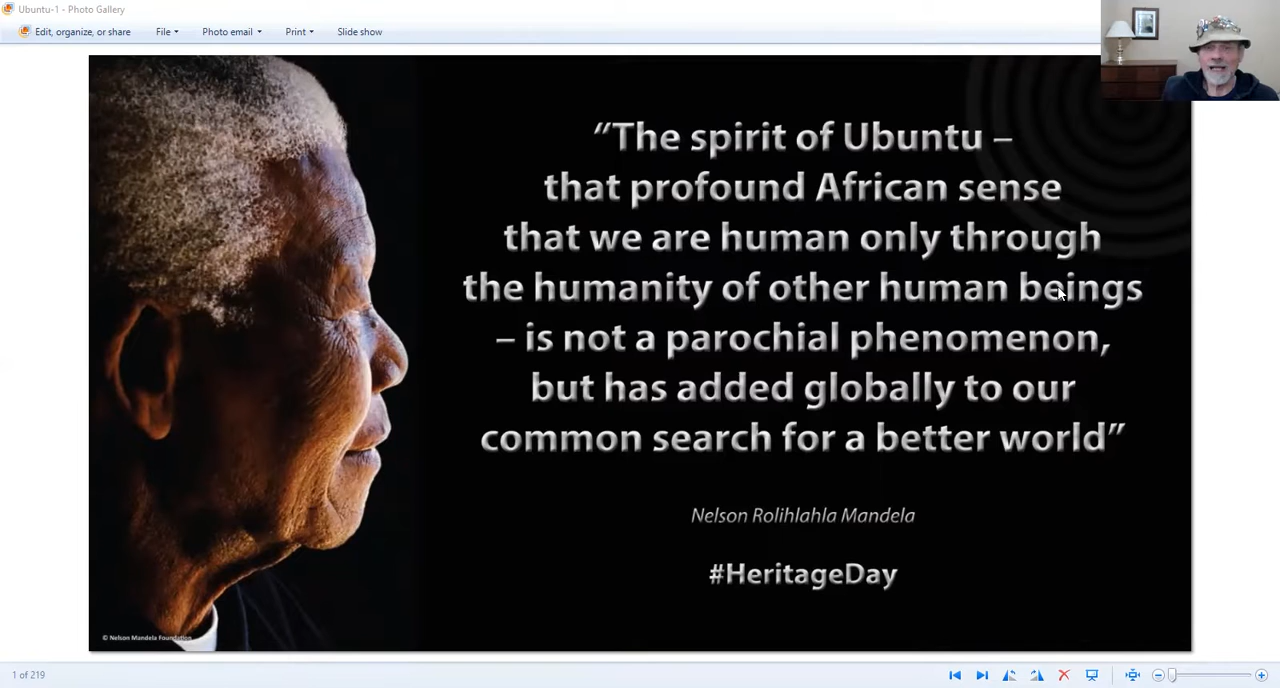 Ubuntu-1 - Photo Gallery
Edit, organize, or share File Photo email Print Slide show
“The spirit of Ubuntu –
that profound African sense
that we are human only through
the humanity of other human beings
– is not a parochial phenomenon,
but has added globally to our
common search for a better world”
Nelson Rolihlahla Mandela
#HeritageDay
© Nelson Mandela Foundation
1 of 219